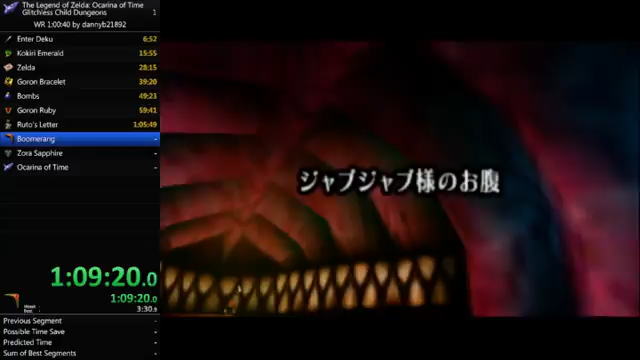 The Legend of Zelda: Ocarina of Time
Glitchless Child Dungeons 1
WR 1:00:40 by dannyb21892
Enter Deku 6:52
Kokiri Emerald 15:55
Zelda 28:15
Goron Bracelet 39:20
Bombs 49:23
Goron Ruby 59:41
Ruto's Letter 1:05:49
Boomerang -
Zora Sapphire -
Ocarina of Time -
ジャブジャブ様のお腹
1:09:20.0
1:09:20.0
3:30.9
Previous Segment -
Possible Time Save -
Predicted Time -
Sum of Best Segments -